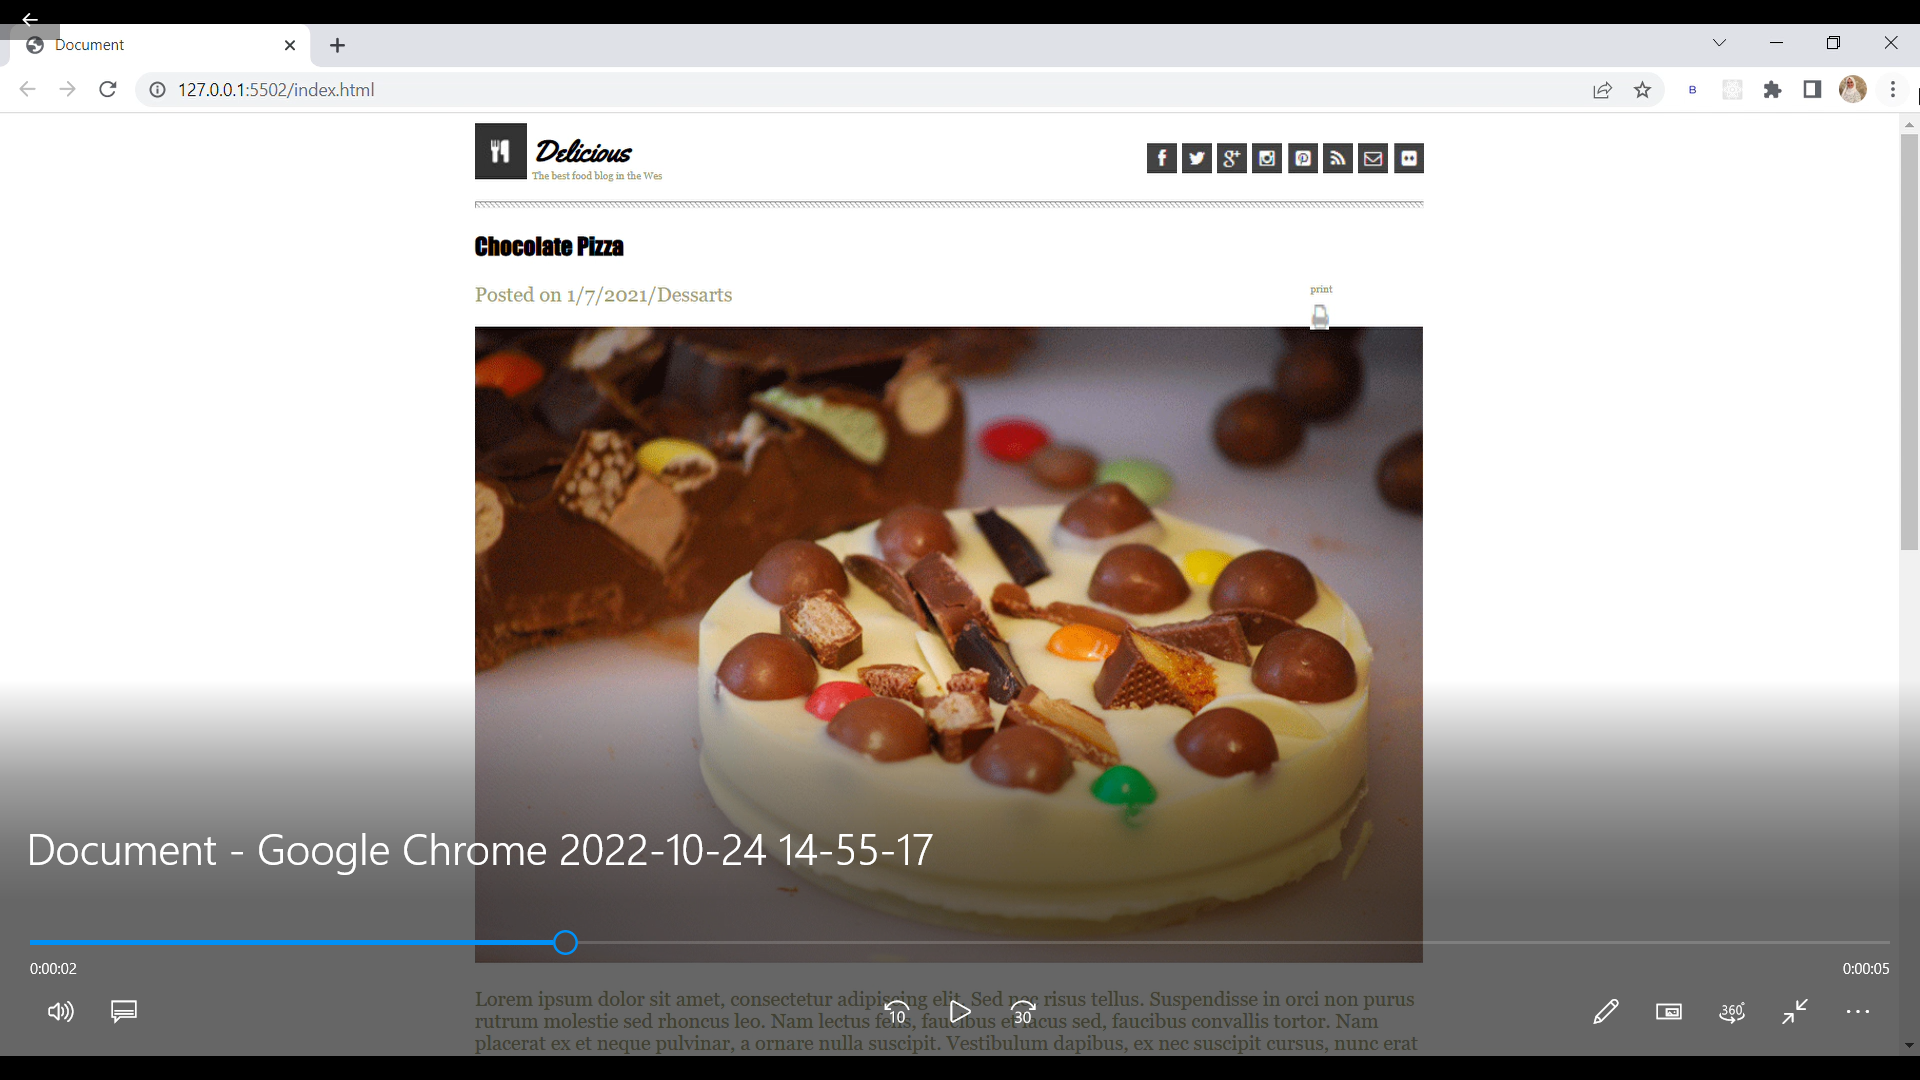 Document
127.0.0.1:5502/index.html
B
Delicious
The best food blog in the Wes
Chocolate Pizza
Posted on 1/7/2021/Dessarts
print
Document - Google Chrome 2022-10-24 14-55-17
0:00:02
0:00:05
Lorem ipsum dolor sit amet, consectetur adipiscing elit. Sed nec risus tellus. Suspendisse in orci non purus
rutrum molestie sed rhoncus leo. Nam lectus felis, faucibus et lacus sed, faucibus convallis tortor. Nam
placerat ex et neque pulvinar, a ornare nulla suscipit. Vestibulum dapibus, ex nec suscipit cursus, nunc erat
10
30
360°